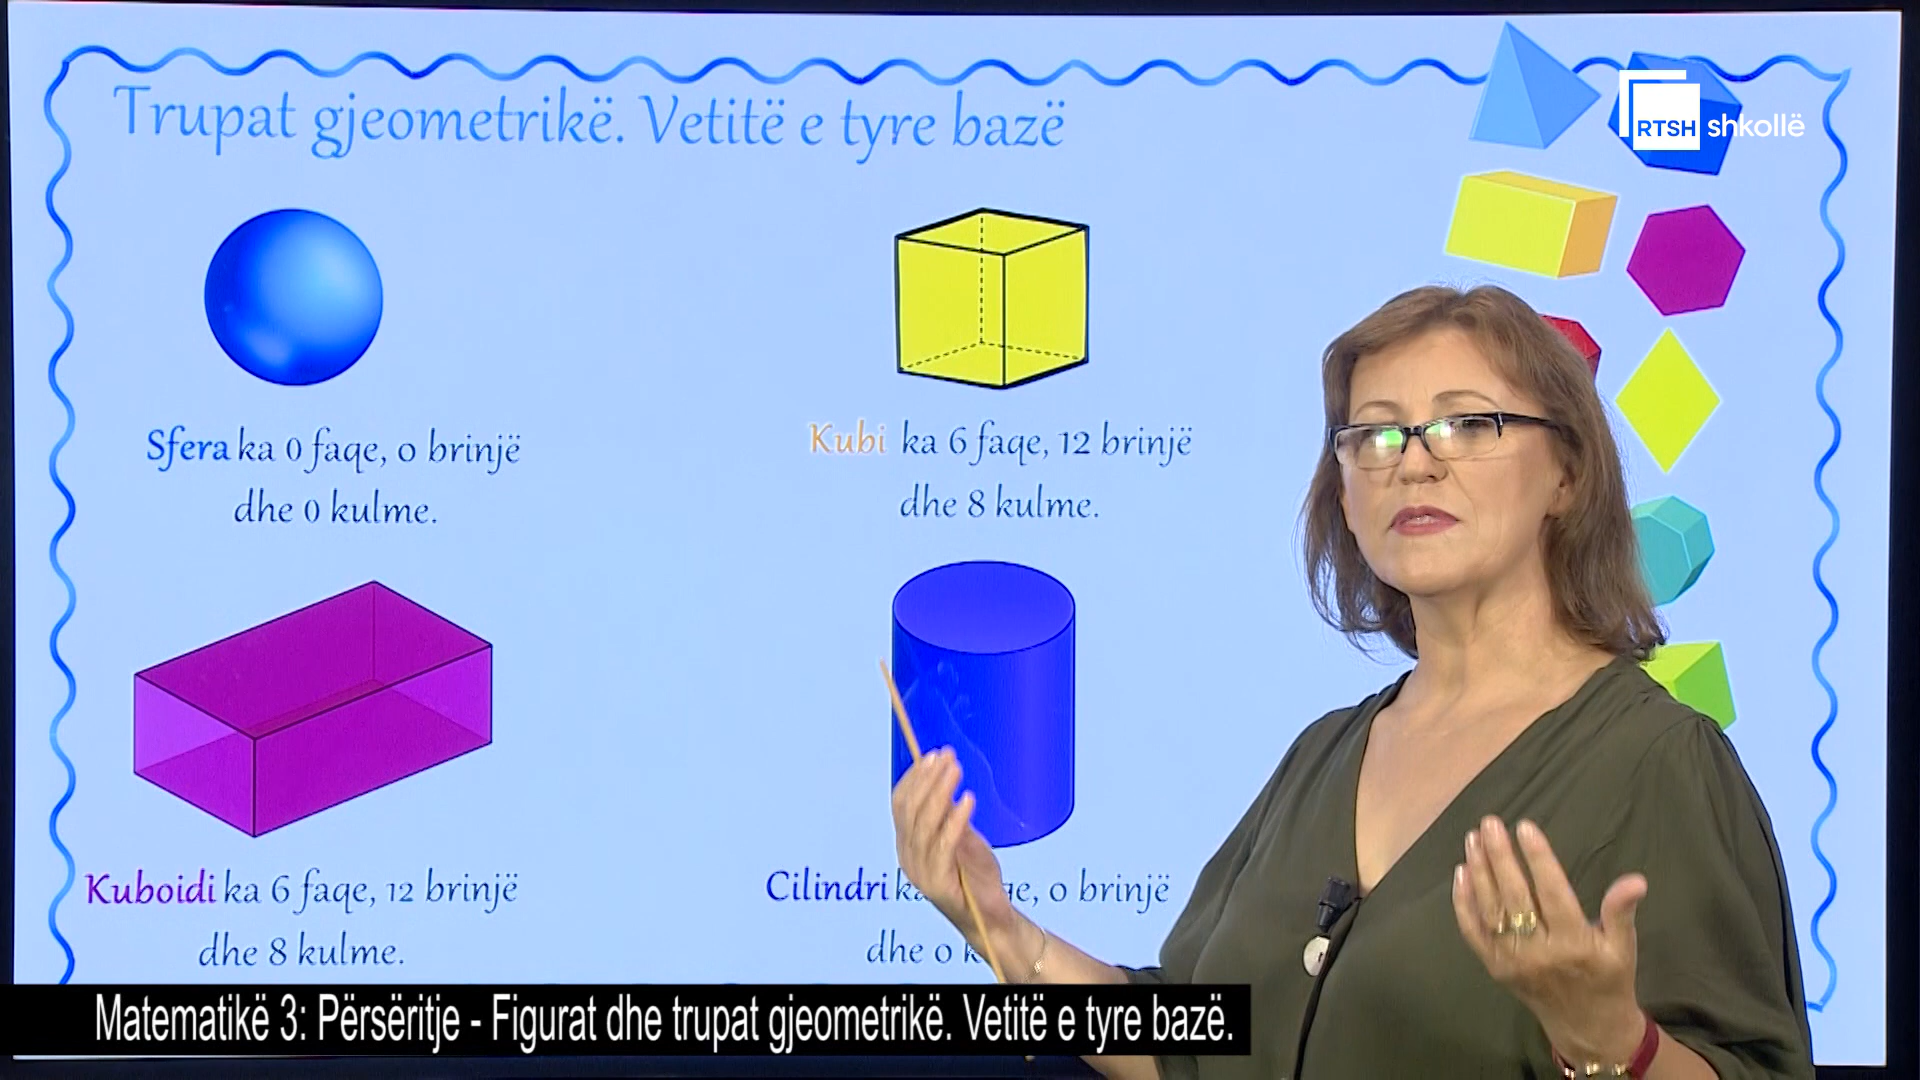 Trupat gjeometrikë. Vetitë e tyre bazë
RTSH shkollë
Sfera ka 0 faqe, 0 brinjë
dhe 0 kulme.
Kubi ka 6 faqe, 12 brinjë
dhe 8 kulme.
Kuboidi ka 6 faqe, 12 brinjë
dhe 8 kulme.
Cilindri 0 brinjë
dhe 0
Matematikë 3: Përsëritje - Figurat dhe trupat gjeometrikë. Vetitë e tyre bazë.